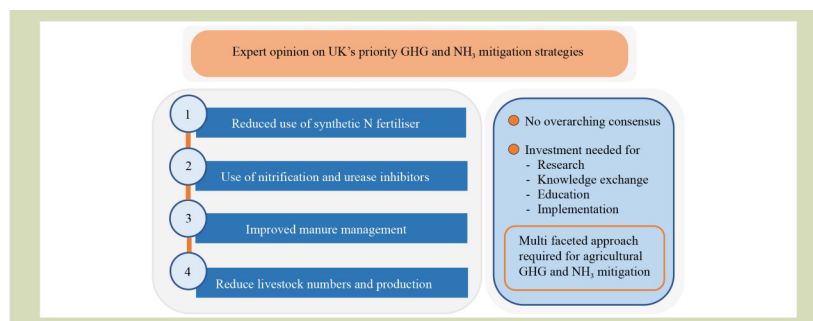 Expert opinion on UK's priority GHG and NH₃ mitigation strategies
1
Reduced use of synthetic N fertiliser
2
Use of nitrification and urease inhibitors
3
Improved manure management
4
Reduce livestock numbers and production
No overarching consensus
Investment needed for
- Research
- Knowledge exchange
- Education
- Implementation
Multi faceted approach
required for agricultural
GHG and NH₃ mitigation